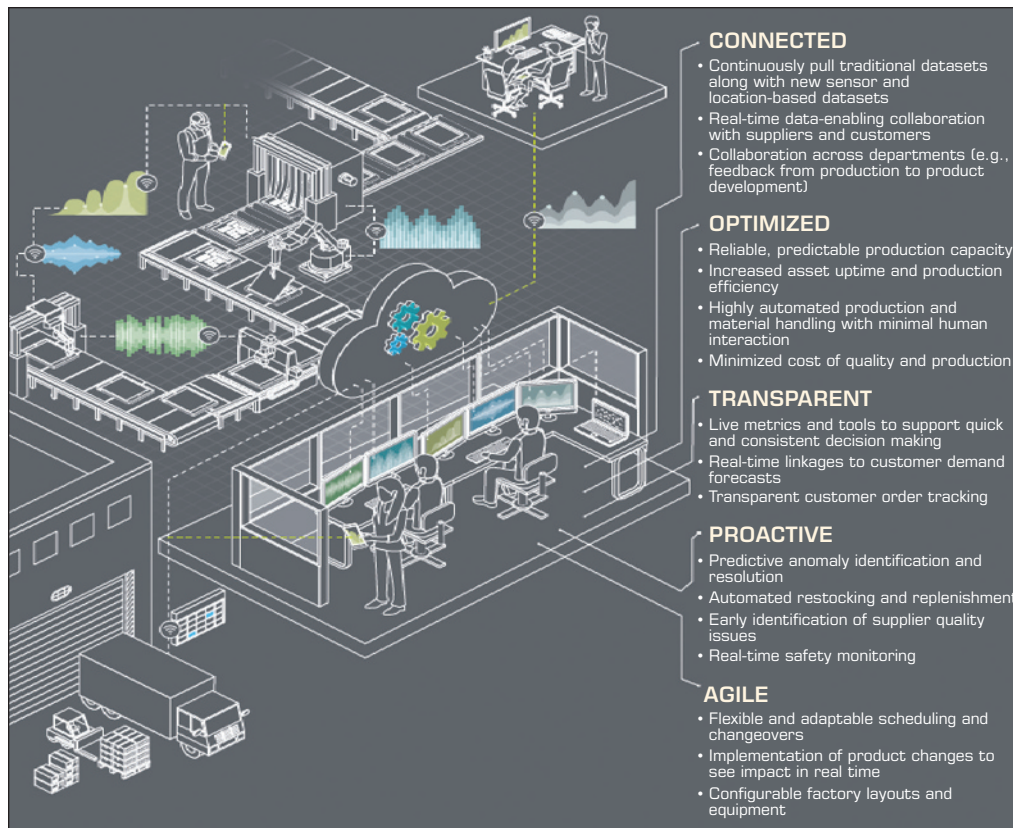 CONNECTED
• Continuously pull traditional datasets
along with new sensor and
location-based datasets
• Real-time data-enabling collaboration
with suppliers and customers
• Collaboration across departments (e.g.,
feedback from production to product
development)
OPTIMIZED
• Reliable, predictable production capacity
• Increased asset uptime and production
efficiency
• Highly automated production and
material handling with minimal human
interaction
• Minimized cost of quality and production
TRANSPARENT
• Live metrics and tools to support quick
and consistent decision making
• Real-time linkages to customer demand
forecasts
• Transparent customer order tracking
PROACTIVE
• Predictive anomaly identification and
resolution
• Automated restocking and replenishment
• Early identification of supplier quality
issues
• Real-time safety monitoring
AGILE
• Flexible and adaptable scheduling and
changeovers
• Implementation of product changes to
see impact in real time
• Configurable factory layouts and
equipment